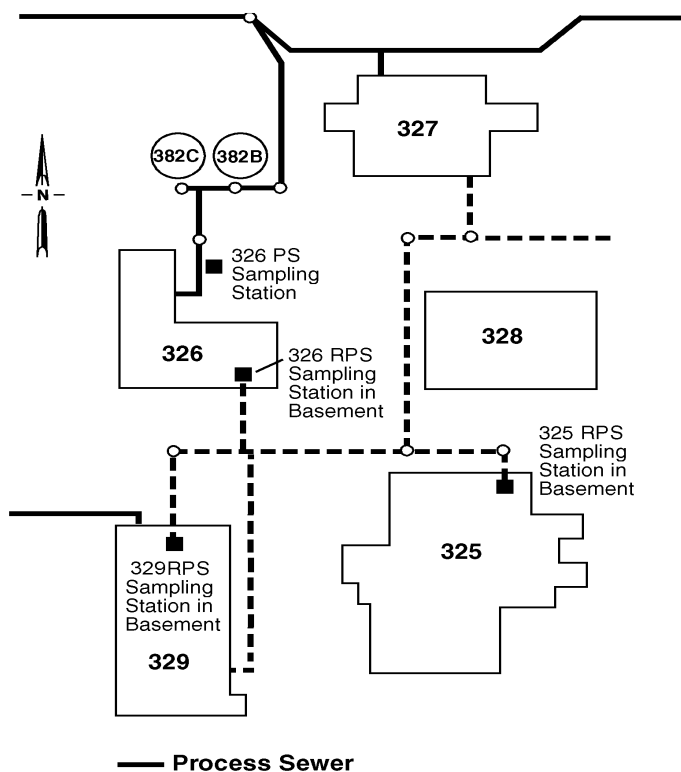 327
382C
382B
N
326 PS
Sampling
Station
328
326
326 RPS
Sampling
Station in
Basement
325 RPS
Sampling
Station in
Basement
325
329RPS
Sampling
Station in
Basement
329
Process Sewer